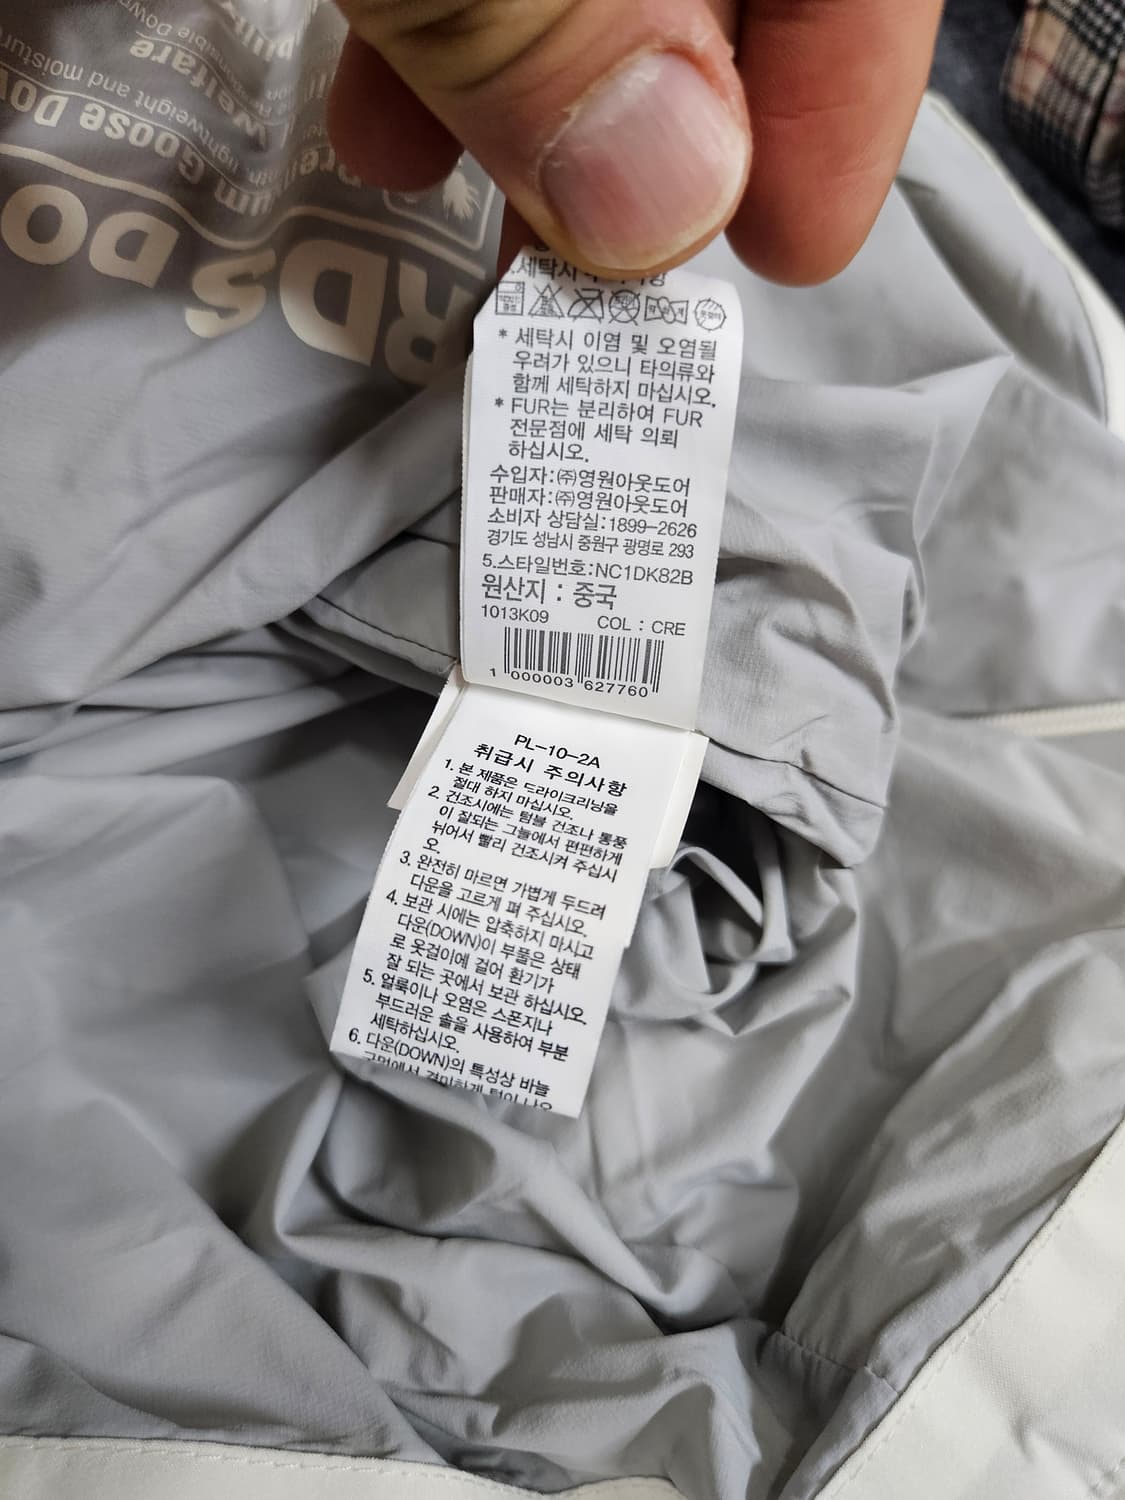 세탁시
* 세탁시 이염 및 오염될
우려가 있으니 타의류와
함께 세탁하지 마십시오.
* FUR는 분리하여 FUR
전문점에 세탁 의뢰
하십시오.
수입자:㈜영원아웃도어
판매자:㈜영원아웃도어
소비자 상담실:1899-2626
경기도 성남시 중원구 광명로 293
5.스타일번호:NC1DK82B
원산지 : 중국
1013K09 COL : CRE
1 000003 627760
PL-10-2A
취급시 주의사항
1. 본 제품은 드라이크리닝을
절대 하지 마십시오.
2. 건조시에는 텀블 건조나 통풍
이 잘되는 그늘에서 편편하게
뉘어서 빨리 건조시켜 주십시
오.
3. 완전히 마르면 가볍게 두드려
다운을 고르게 펴 주십시오.
4. 보관 시에는 압축하지 마시고
다운(DOWN)이 부풀은 상태
로 옷걸이에 걸어 환기가
잘 되는 곳에서 보관 하십시오.
5. 얼룩이나 오염은 스폰지나
부드러운 솔을 사용하여 부분
세탁하십시오.
6. 다운(DOWN)의 특성상 바늘
RDS DO
Goose Dow
lightweight and moistur
Welfare